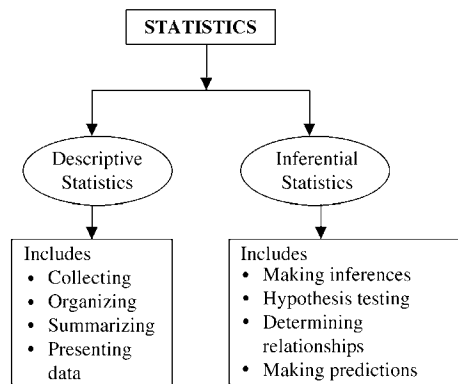 STATISTICS
Descriptive
Statistics
Inferential
Statistics
Includes
• Collecting
• Organizing
• Summarizing
• Presenting
data
Includes
• Making inferences
• Hypothesis testing
• Determining
relationships
• Making predictions